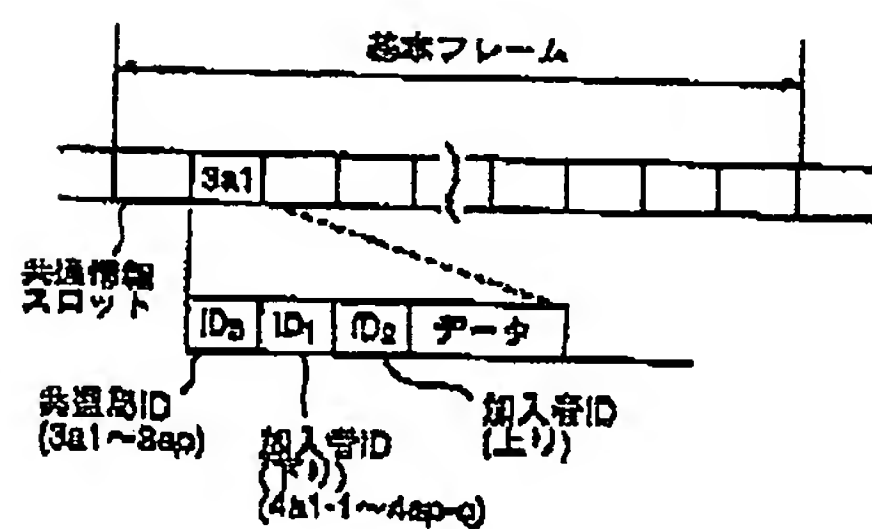 基本フレーム
3a1
共通情報
スロット
ID3 ID1 ID2 データ
共通局ID
(3a1～3ap)
加入者ID
(下り)
(4a1-1～4ap-q)
加入者ID
(上り)